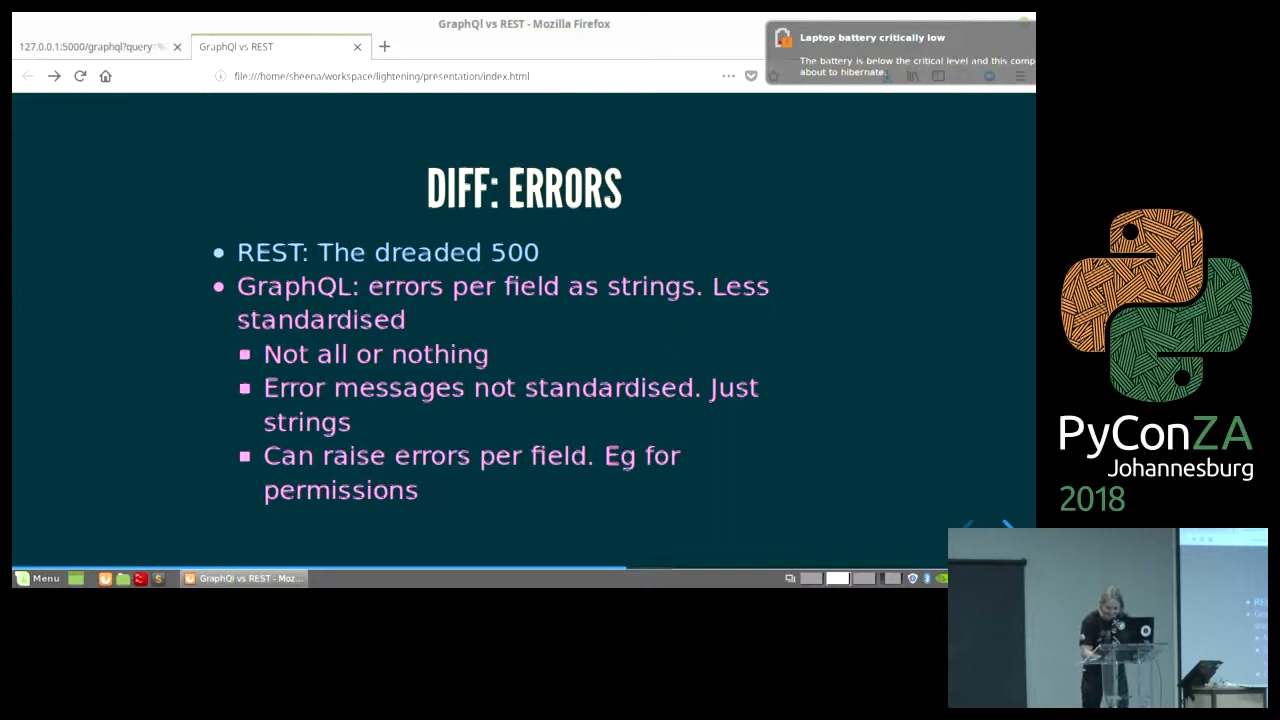 GraphQl vs REST - Mozilla Firefox
127.0.0.1:5000/graphql?query=
GraphQl vs REST
file:///home/sheena/workspace/lightening/presentation/index.html
Laptop battery critically low
The battery is below the critical level and this comp
about to hibernate.
DIFF: ERRORS
REST: The dreaded 500
GraphQL: errors per field as strings. Less
standardised
Not all or nothing
Error messages not standardised. Just
strings
Can raise errors per field. Eg for
permissions
Menu
GraphQl vs REST - Moz...
PyConZA
Johannesburg
2018